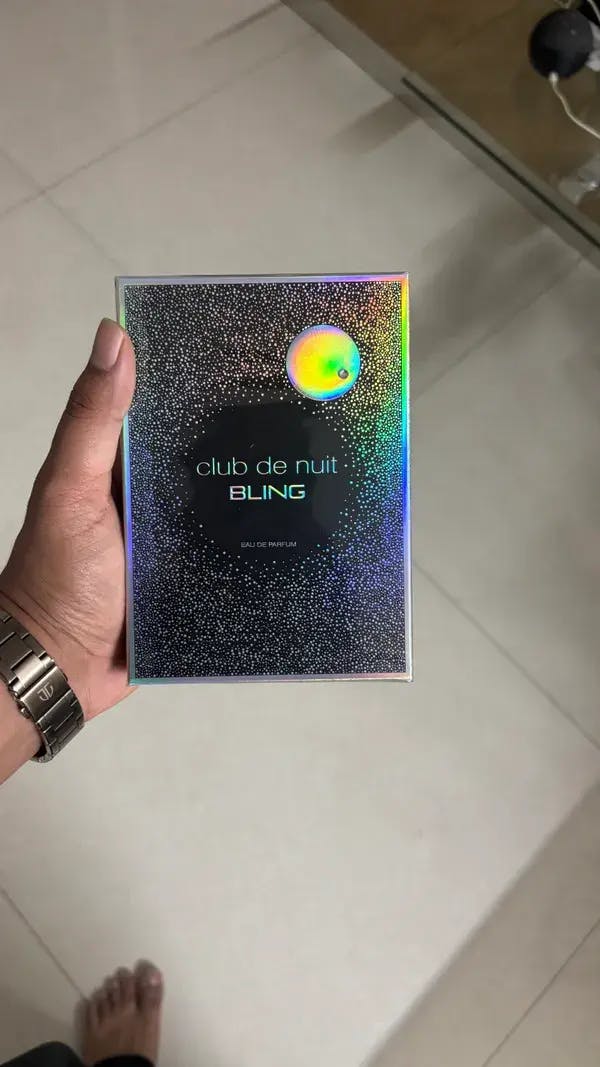 club de nuit
BLING
EAU DE PARFUM